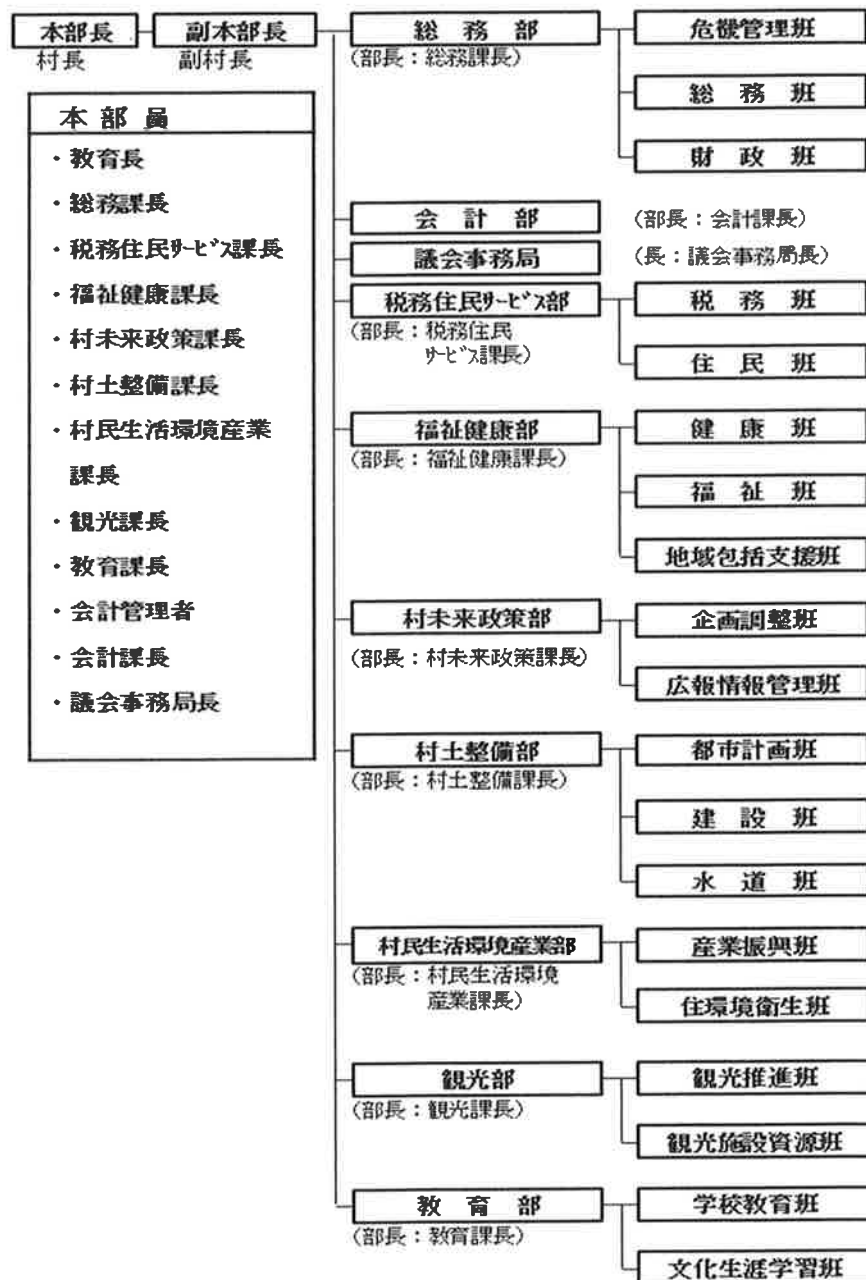 本部長
村長
副本部長
副村長
総務部
(部長：総務課長)
危機管理班
総務班
財政班
本部員
・教育長
・総務課長
・税務住民ｻｰﾋﾞｽ課長
・福祉健康課長
・村未来政策課長
・村土整備課長
・村民生活環境産業
課長
・観光課長
・教育課長
・会計管理者
・会計課長
・議会事務局長
会計部
(部長：会計課長)
議会事務局
(長：議会事務局長)
税務住民ｻｰﾋﾞｽ部
(部長：税務住民
ｻｰﾋﾞｽ課長)
税務班
住民班
福祉健康部
(部長：福祉健康課長)
健康班
福祉班
地域包括支援班
村未来政策部
(部長：村未来政策課長)
企画調整班
広報情報管理班
村土整備部
(部長：村土整備課長)
都市計画班
建設班
水道班
村民生活環境産業部
(部長：村民生活環境
産業課長)
産業振興班
住環境衛生班
観光部
(部長：観光課長)
観光推進班
観光施設資源班
教育部
(部長：教育課長)
学校教育班
文化生涯学習班